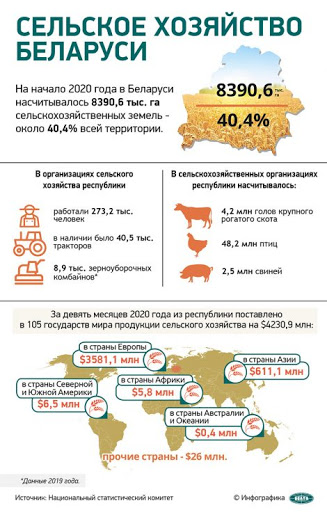 СЕЛЬСКОЕ ХОЗЯЙСТВО
БЕЛАРУСИ
На начало 2020 года в Беларуси
насчитывалось 8390,6 тыс. га
сельскохозяйственных земель -
около 40,4% всей территории.
8390,6 тыс. га
40,4%
В организациях сельского
хозяйства республики
работали 273,2 тыс.
человек
в наличии было 40,5 тыс.
тракторов
8,9 тыс. зерноуборочных
комбайнов*
В сельскохозяйственных организациях
республики насчитывалось:
4,2 млн голов крупного
рогатого скота
48,2 млн птиц
2,5 млн свиней
За девять месяцев 2020 года из республики поставлено
в 105 государств мира продукции сельского хозяйства на $4230,9 млн:
в страны Европы
$3581,1 млн
в страны Азии
$611,1 млн
в страны Северной
и Южной Америки
$6,5 млн
в страны Африки
$5,8 млн
в страны Австралии
и Океании
$0,4 млн
прочие страны - $26 млн.
*Данные 2019 года.
Источник: Национальный статистический комитет
© Инфографика
БЕЛТА